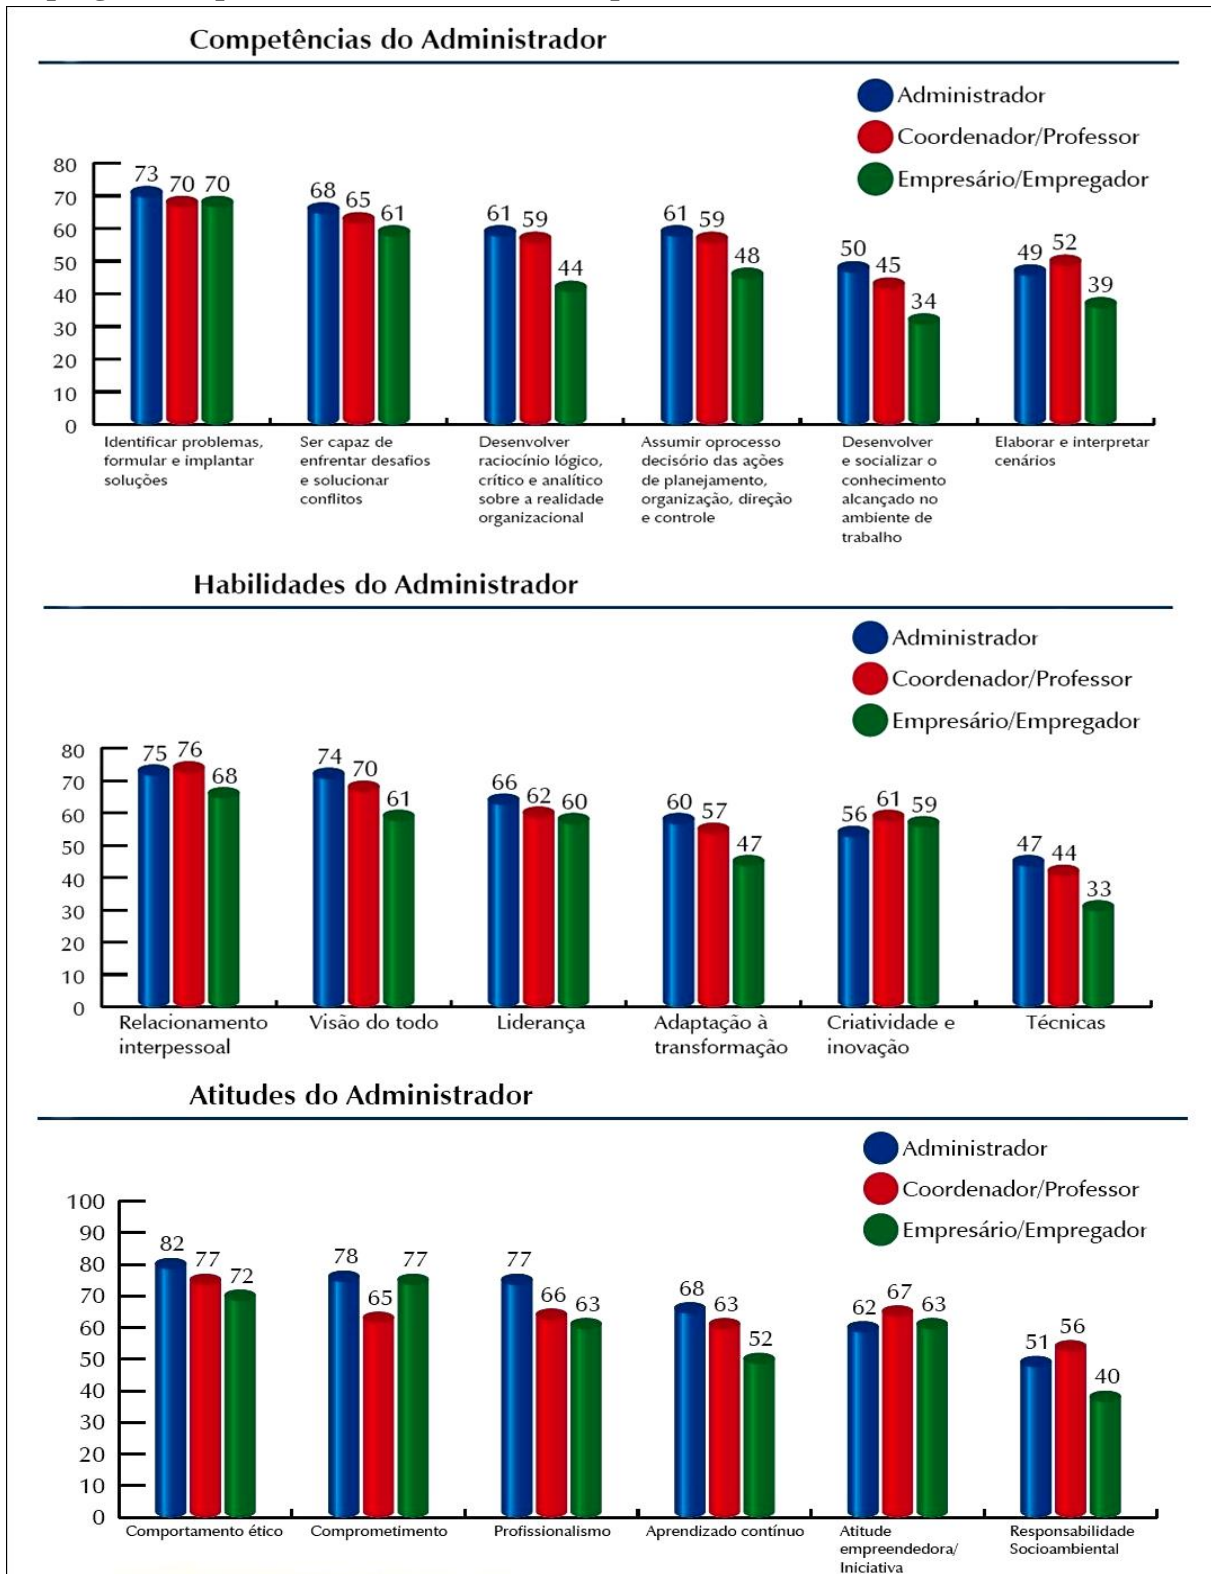 Competências do Administrador
Administrador
Coordenador/Professor
Empresário/Empregador
80
70
60
50
40
30
20
10
0
73 70 70
68 65 61
61 59 44
61 59 48
50 45 34
49 52 39
Identificar problemas,
formular e implantar
soluções
Ser capaz de
enfrentar desafios
e solucionar
conflitos
Desenvolver
raciocínio lógico,
crítico e analítico
sobre a realidade
organizacional
Assumir oprocesso
decisório das ações
de planejamento,
organização, direção
e controle
Desenvolver
e socializar o
conhecimento
alcançado no
ambiente de
trabalho
Elaborar e interpretar
cenários
Habilidades do Administrador
Administrador
Coordenador/Professor
Empresário/Empregador
80
70
60
50
40
30
20
10
0
75 76 68
74 70 61
66 62 60
60 57 47
56 61 59
47 44 33
Relacionamento
interpessoal
Visão do todo
Liderança
Adaptação à
transformação
Criatividade e
inovação
Técnicas
Atitudes do Administrador
Administrador
Coordenador/Professor
Empresário/Empregador
100
90
80
70
60
50
40
30
20
10
0
82 77 72
78 65 77
77 66 63
68 63 52
62 67 63
51 56 40
Comportamento ético
Comprometimento
Profissionalismo
Aprendizado contínuo
Atitude
empreendedora/
Iniciativa
Responsabilidade
Socioambiental